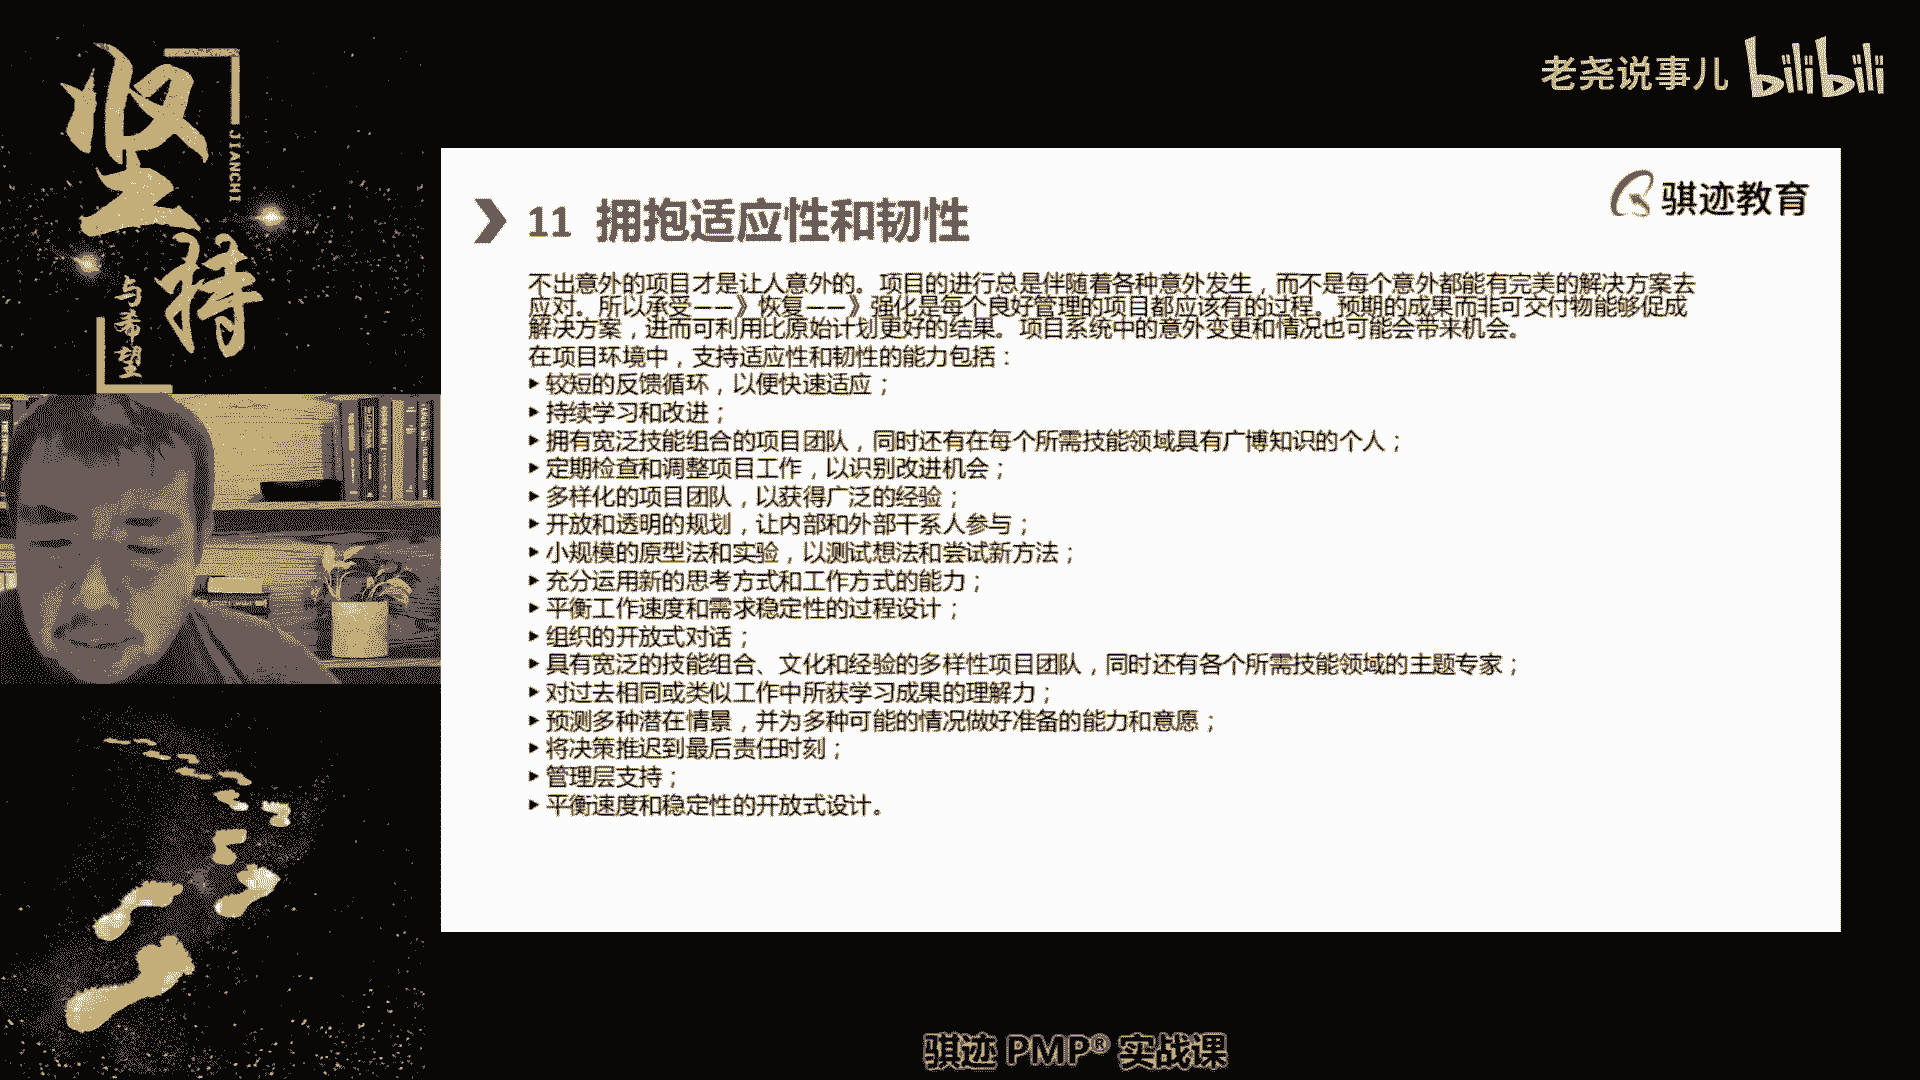 坚持
JIANCHI
与希望
老尧说事儿 bilibili
骐迹教育
11 拥抱适应性和韧性
不出意外的项目才是让人意外的。项目的进行总是伴随着各种意外发生，而不是每个意外都能有完美的解决方案去
应对。所以承受——》恢复——》强化是每个良好管理的项目都应该有的过程。预期的成果而非可交付物能够促成
解决方案，进而可利用比原始计划更好的结果。项目系统中的意外变更和情况也可能会带来机会。
在项目环境中，支持适应性和韧性的能力包括：
▸ 较短的反馈循环，以便快速适应；
▸ 持续学习和改进；
▸ 拥有宽泛技能组合的项目团队，同时还有在每个所需技能领域具有广博知识的个人；
▸ 定期检查和调整项目工作，以识别改进机会；
▸ 多样化的项目团队，以获得广泛的经验；
▸ 开放和透明的规划，让内部和外部干系人参与；
▸ 小规模的原型法和实验，以测试想法和尝试新方法；
▸ 充分运用新的思考方式和工作方式的能力；
▸ 平衡工作速度和需求稳定性的过程设计；
▸ 组织的开放式对话；
▸ 具有宽泛的技能组合、文化和经验的多样性项目团队，同时还有各个所需技能领域的主题专家；
▸ 对过去相同或类似工作中所获学习成果的理解力；
▸ 预测多种潜在情景，并为多种可能的情况做好准备的能力和意愿；
▸ 将决策推迟到最后责任时刻；
▸ 管理层支持；
▸ 平衡速度和稳定性的开放式设计。
骐迹 PMP® 实战课